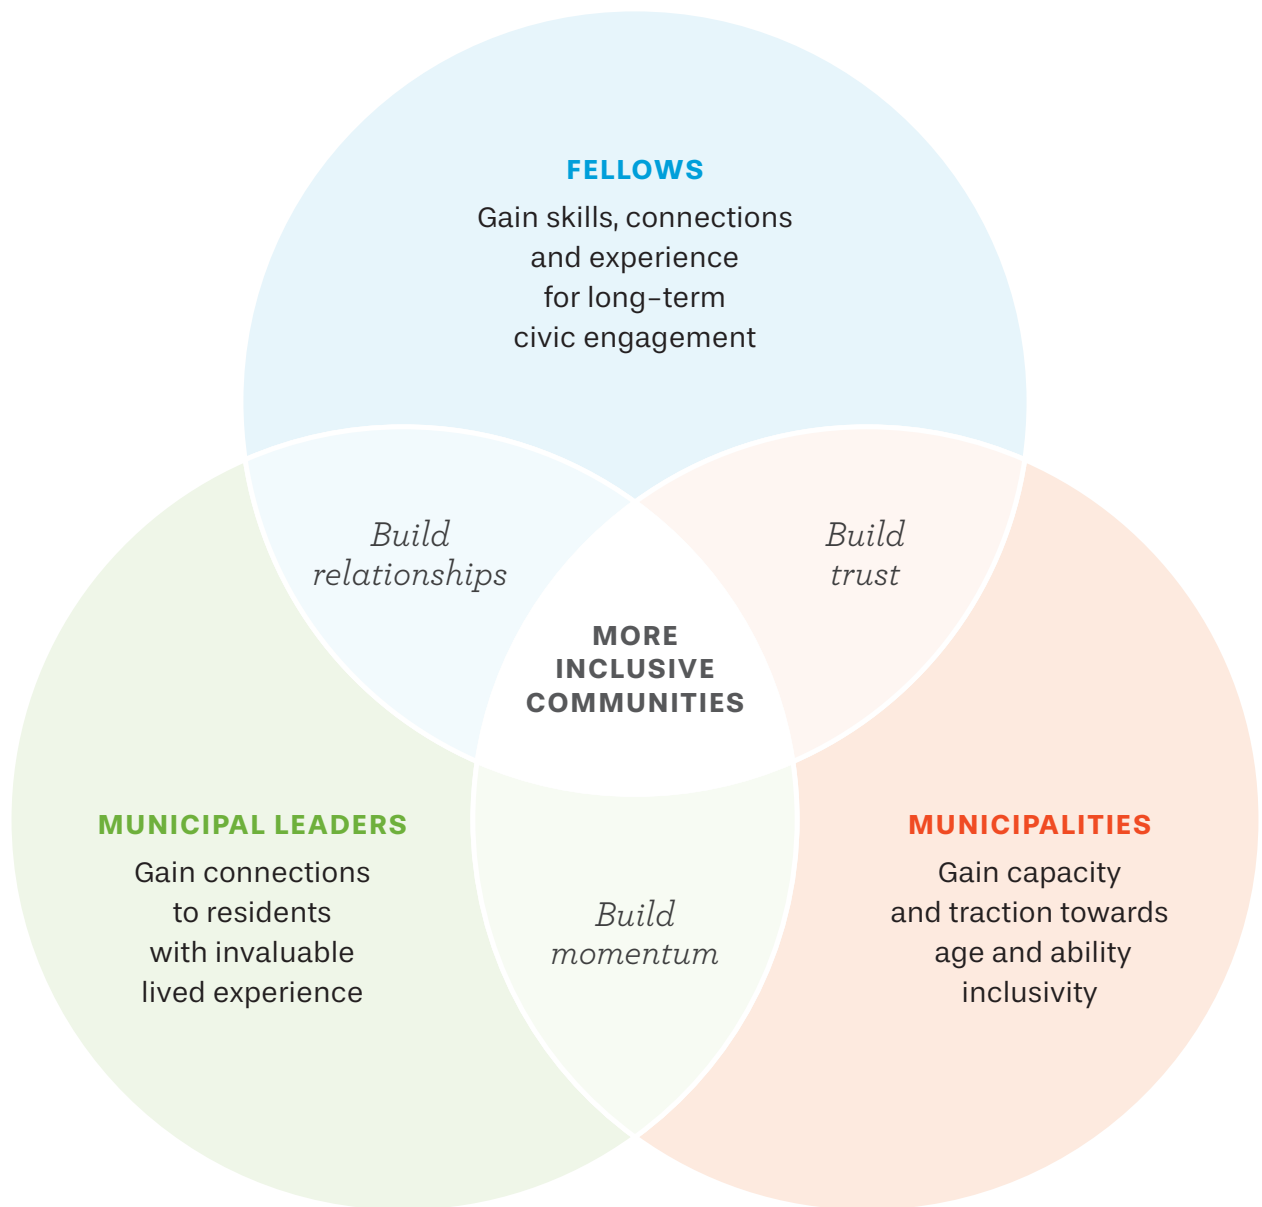 FELLOWS
Gain skills, connections
and experience
for long-term
civic engagement
Build
relationships
Build
trust
MORE
INCLUSIVE
COMMUNITIES
MUNICIPAL LEADERS
Gain connections
to residents
with invaluable
lived experience
MUNICIPALITIES
Gain capacity
and traction towards
age and ability
inclusivity
Build
momentum